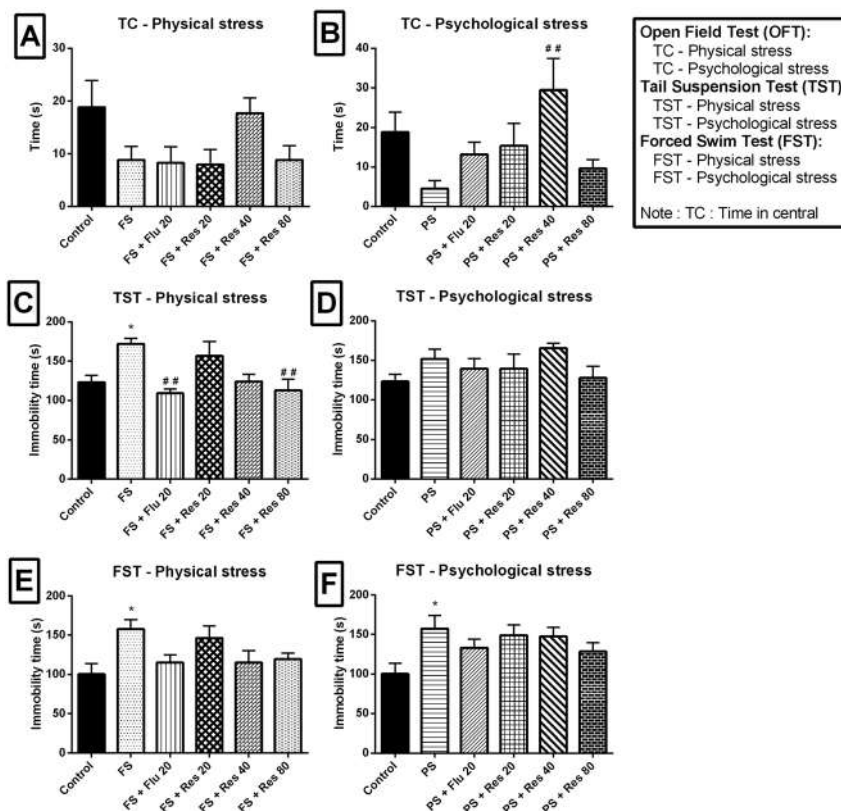 A
TC - Physical stress
Time (s)
30
20
10
0
Control
FS
FS + Flu 20
FS + Res 20
FS + Res 40
FS + Res 80
B
TC - Psychological stress
Time (s)
40
30
20
10
0
# #
Control
PS
PS + Flu 20
PS + Res 20
PS + Res 40
PS + Res 80
Open Field Test (OFT):
TC - Physical stress
TC - Psychological stress
Tail Suspension Test (TST)
TST - Physical stress
TST - Psychological stress
Forced Swim Test (FST):
FST - Physical stress
FST - Psychological stress
Note : TC : Time in central
C
TST - Physical stress
Immobility time (s)
200
150
100
50
0
*
# #
# #
Control
FS
FS + Flu 20
FS + Res 20
FS + Res 40
FS + Res 80
D
TST - Psychological stress
Immobility time (s)
200
150
100
50
0
Control
PS
PS + Flu 20
PS + Res 20
PS + Res 40
PS + Res 80
E
FST - Physical stress
Immobility time (s)
200
150
100
50
0
*
Control
FS
FS + Flu 20
FS + Res 20
FS + Res 40
FS + Res 80
F
FST - Psychological stress
Immobility time (s)
200
150
100
50
0
*
Control
PS
PS + Flu 20
PS + Res 20
PS + Res 40
PS + Res 80